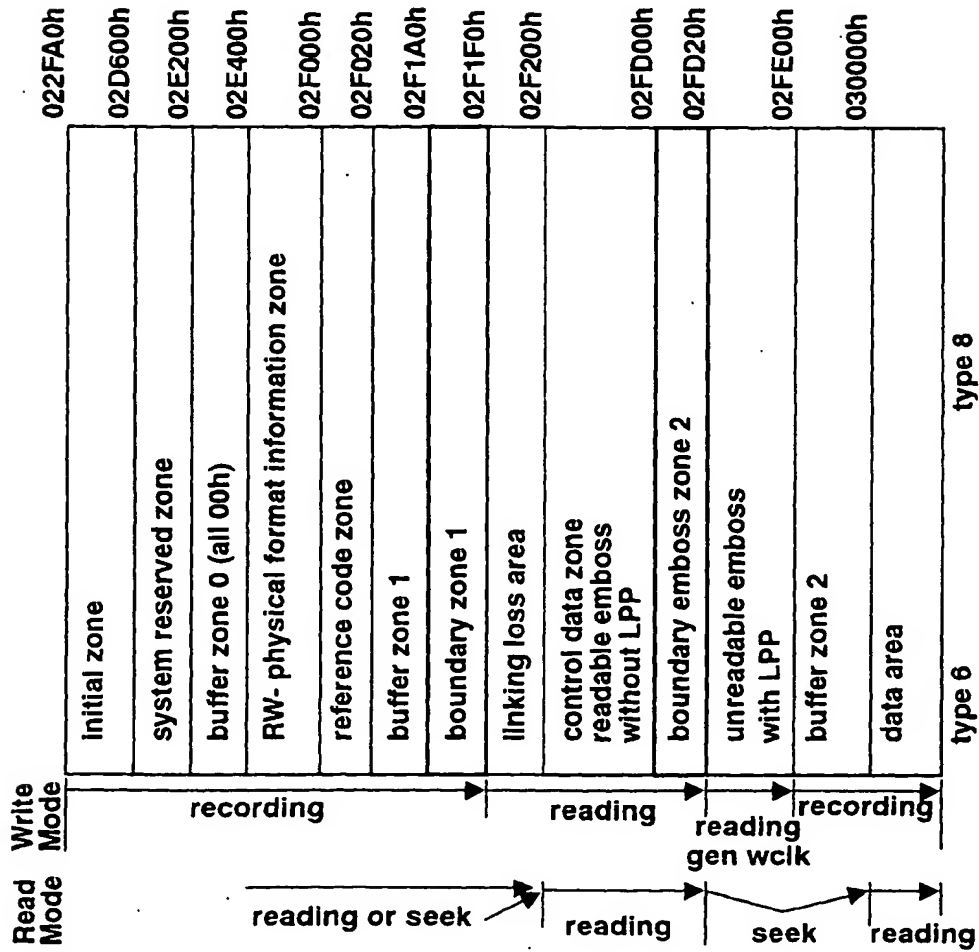 Read Mode
Write Mode
022FA0h
initial zone
02D600h
system reserved zone
02E200h
buffer zone 0 (all 00h)
02E400h
RW- physical format information zone
02F000h
reference code zone
02F020h
buffer zone 1
02F1A0h
boundary zone 1
02F1F0h
linking loss area
02F200h
control data zone
readable emboss
without LPP
02FD00h
boundary emboss zone 2
02FD20h
unreadable emboss
with LPP
02FE00h
buffer zone 2
030000h
data area
recording
reading
reading
gen wclk
recording
reading or seek
reading
seek
reading
type 6
type 8